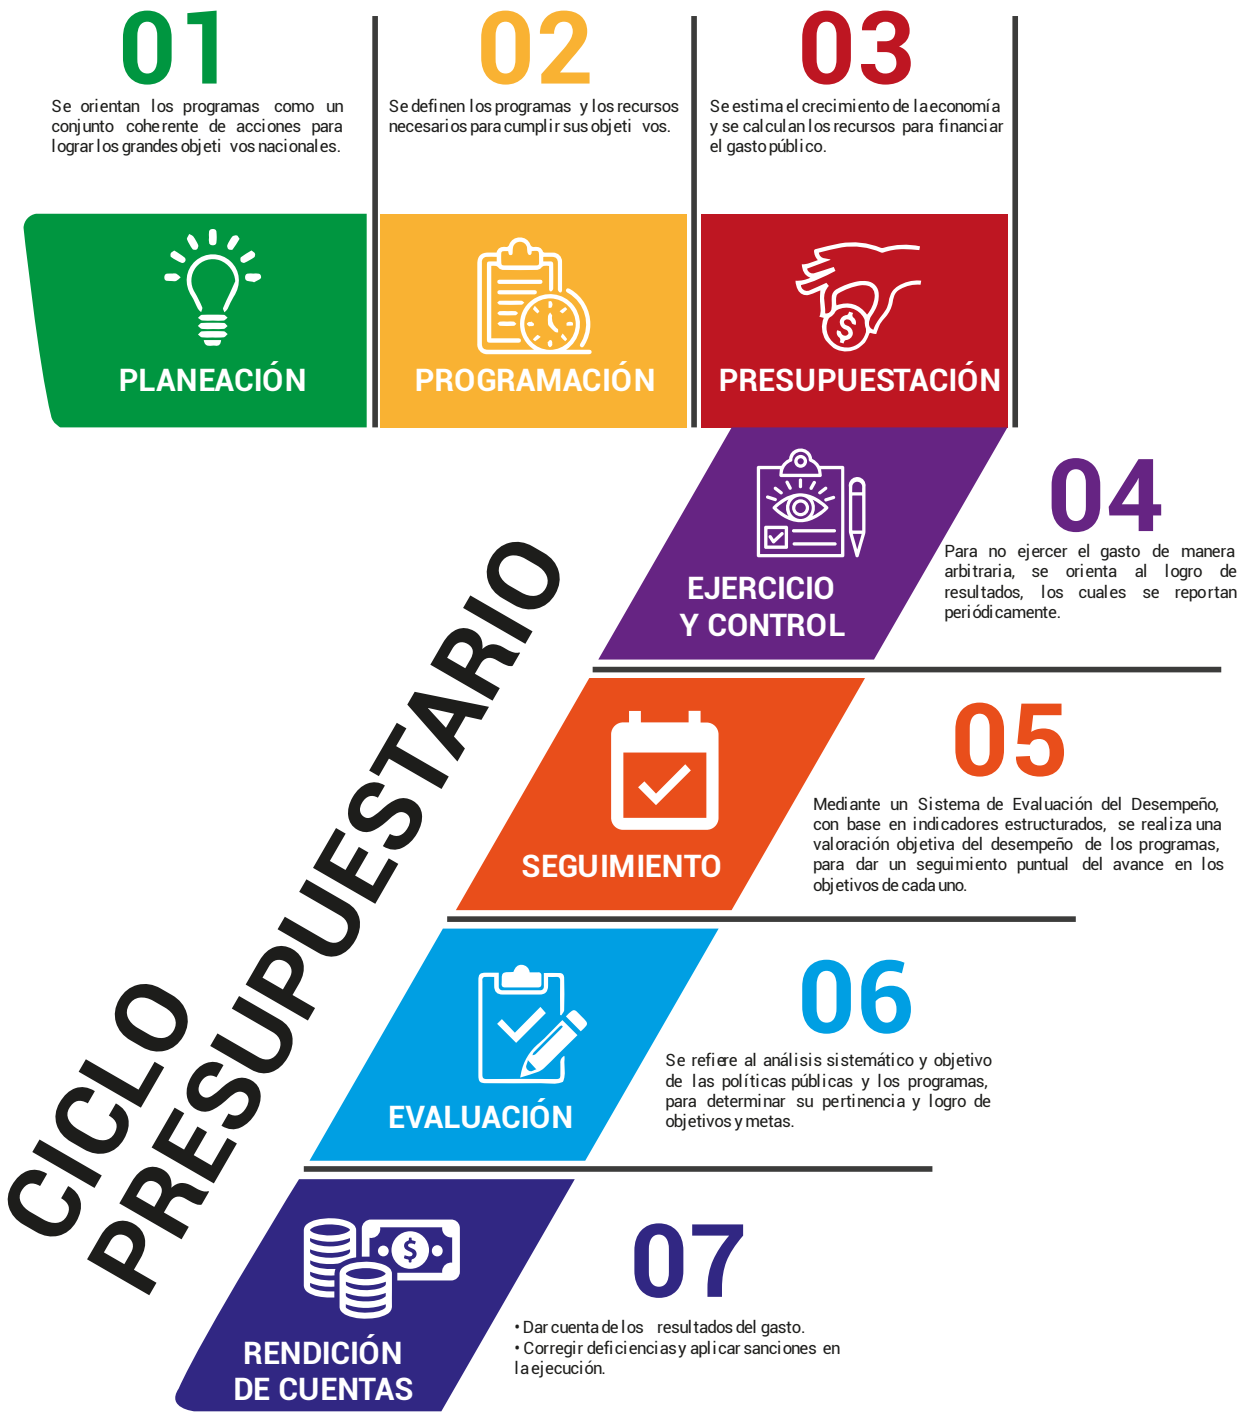 01
Se orientan los programas como un
conjunto coherente de acciones para
lograr los grandes objeti vos nacionales.
PLANEACIÓN
02
Se definen los programas y los recursos
necesarios para cumplir sus objeti vos.
PROGRAMACIÓN
03
Se estima el crecimiento de la economía
y se calculan los recursos para financiar
el gasto público.
$
PRESUPUESTACIÓN
EJERCICIO
Y CONTROL
04
Para no ejercer el gasto de manera
arbitraria, se orienta al logro de
resultados, los cuales se reportan
periódicamente.
SEGUIMIENTO
05
Mediante un Sistema de Evaluación del Desempeño,
con base en indicadores estructurados, se realiza una
valoración objetiva del desempeño de los programas,
para dar un seguimiento puntual del avance en los
objetivos de cada uno.
CICLO
PRESUPUESTARIO
EVALUACIÓN
06
Se refiere al análisis sistemático y objetivo
de las políticas públicas y los programas,
para determinar su pertinencia y logro de
objetivos y metas.
$
RENDICIÓN
DE CUENTAS
07
• Dar cuenta de los resultados del gasto.
• Corregir deficiencias y aplicar sanciones en
la ejecución.